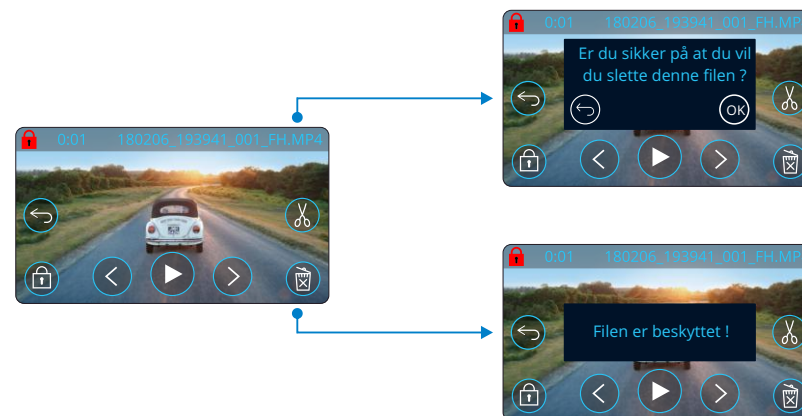 0:01 180206_193941_001_FH.MP4
0:01 180206_193941_001_FH.MP
Er du sikker på at du vil
du slette denne filen ?
OK
0:01 180206_193941_001_FH.MP
Filen er beskyttet !